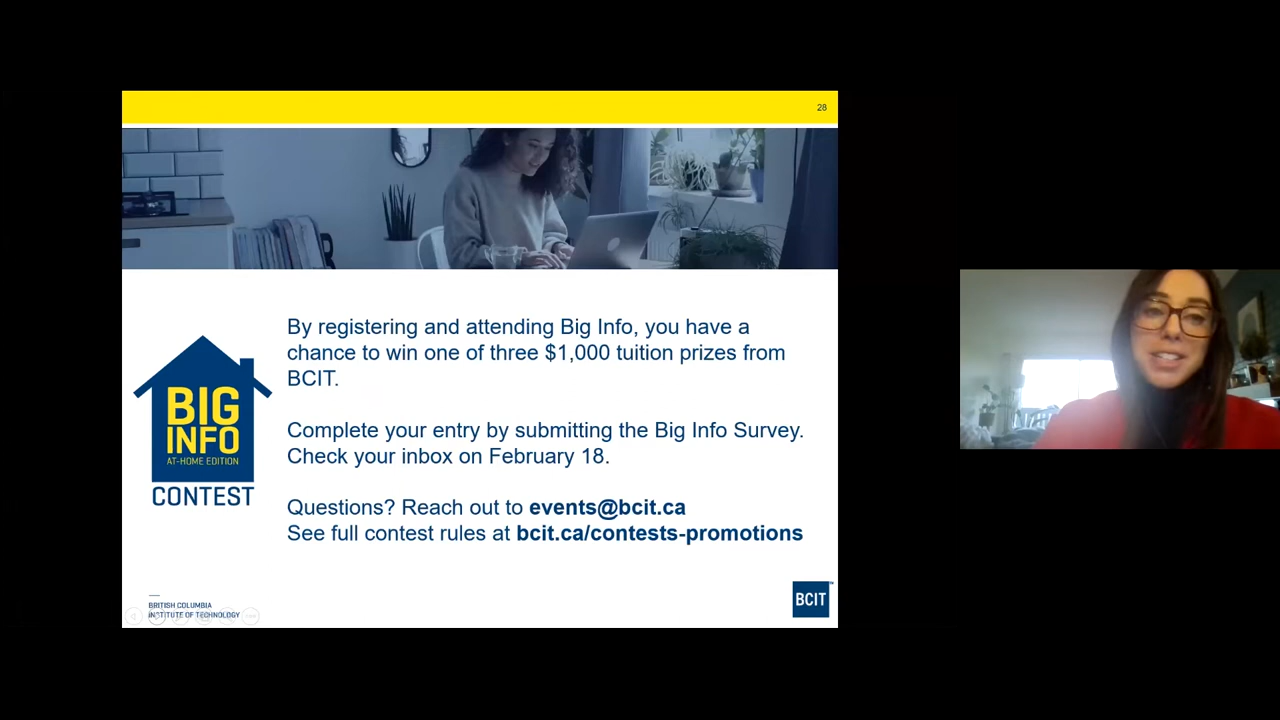 28
By registering and attending Big Info, you have a
chance to win one of three $1,000 tuition prizes from
BCIT.
BIG
INFO
AT-HOME EDITION
CONTEST
Complete your entry by submitting the Big Info Survey.
Check your inbox on February 18.
Questions? Reach out to events@bcit.ca
See full contest rules at bcit.ca/contests-promotions
BRITISH COLUMBIA
INSTITUTE OF TECHNOLOGY
BCIT